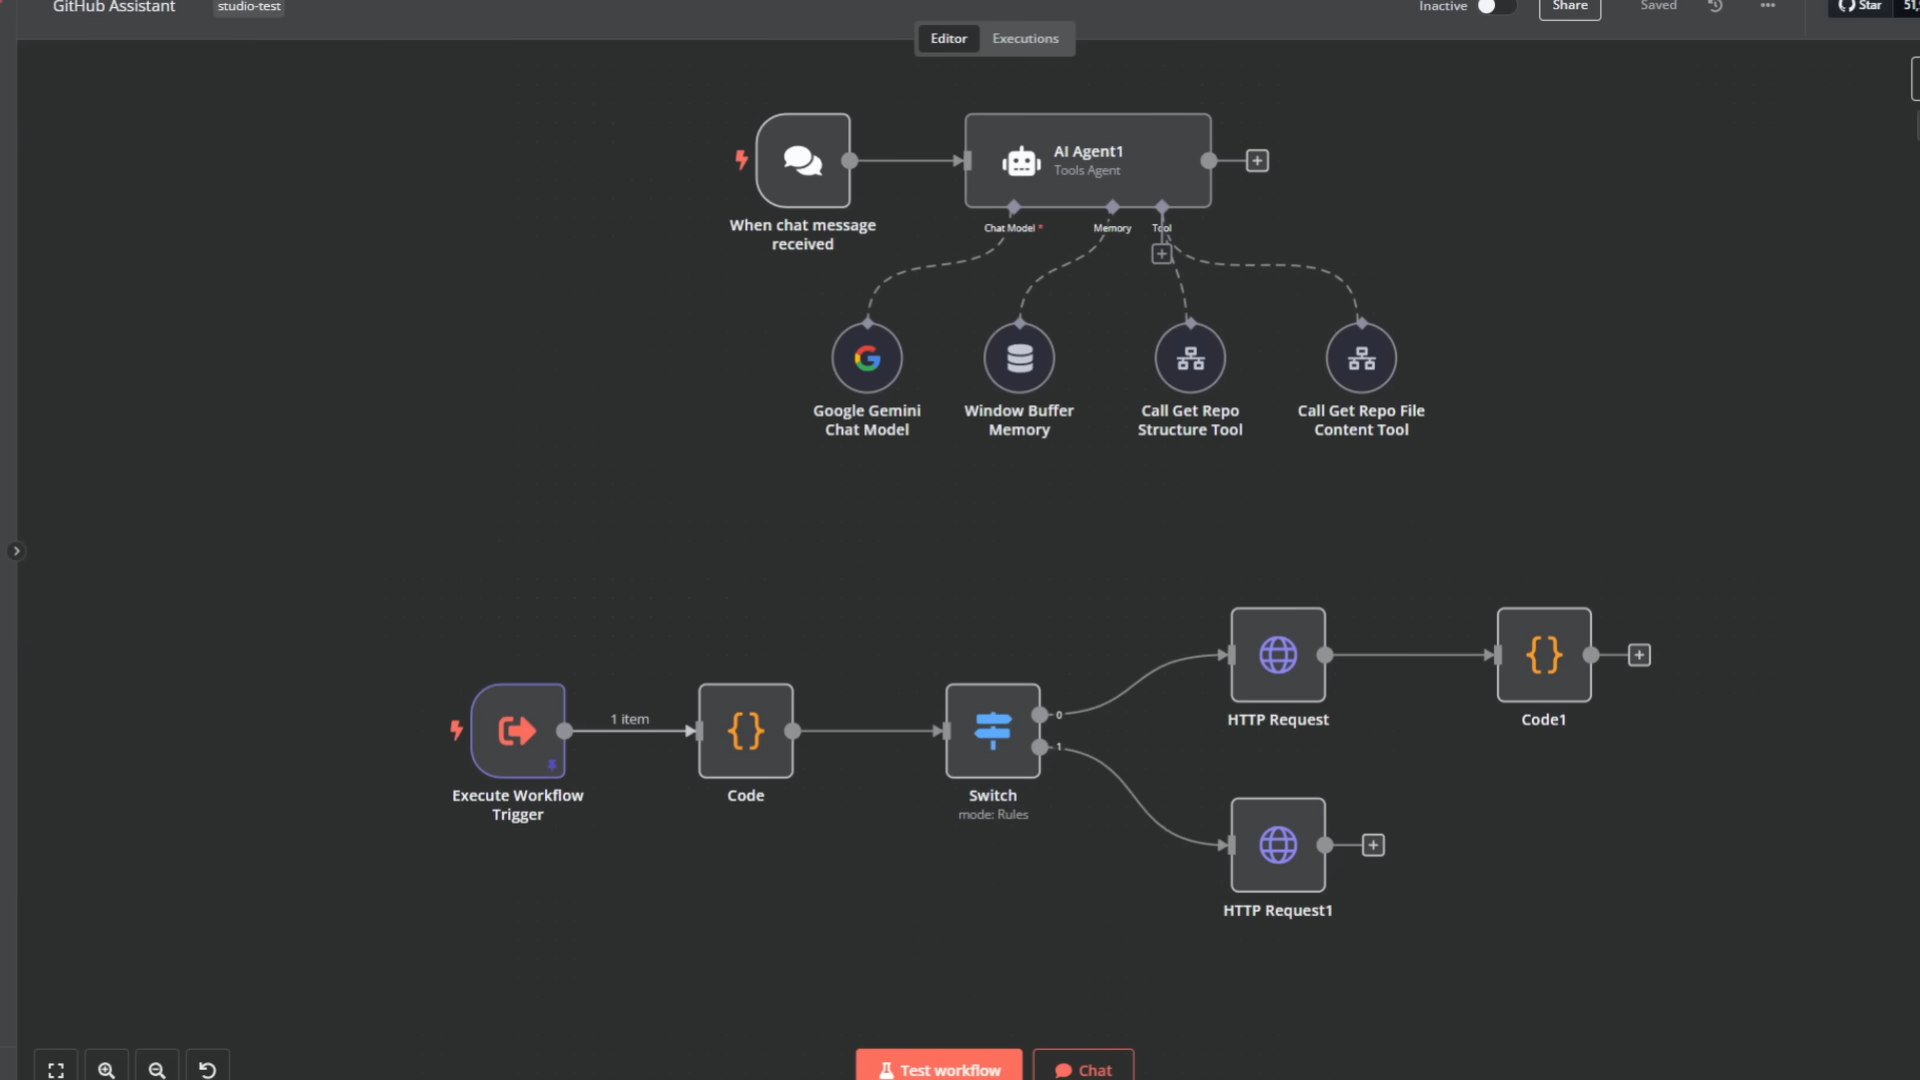 GitHub Assistant
studio-test
Inactive
Share
Saved
Star
Editor
Executions
AI Agent1
Tools Agent
When chat message
received
Chat Model *
Memory
Tool
Google Gemini
Chat Model
Window Buffer
Memory
Call Get Repo
Structure Tool
Call Get Repo File
Content Tool
HTTP Request
Code1
1 item
0
1
Execute Workflow
Trigger
Code
Switch
mode: Rules
HTTP Request1
Test workflow
Chat